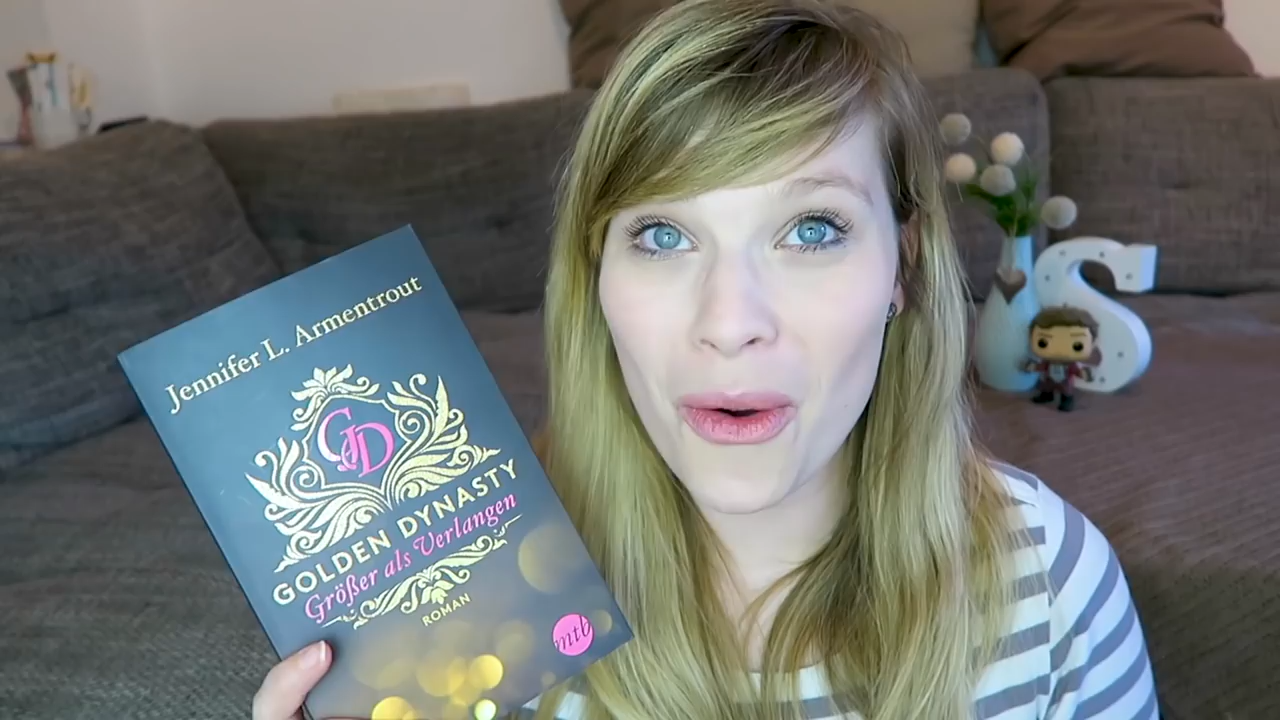 Jennifer L. Armentrout
GD
GOLDEN DYNASTY
Größer als Verlangen
ROMAN
mtb
S